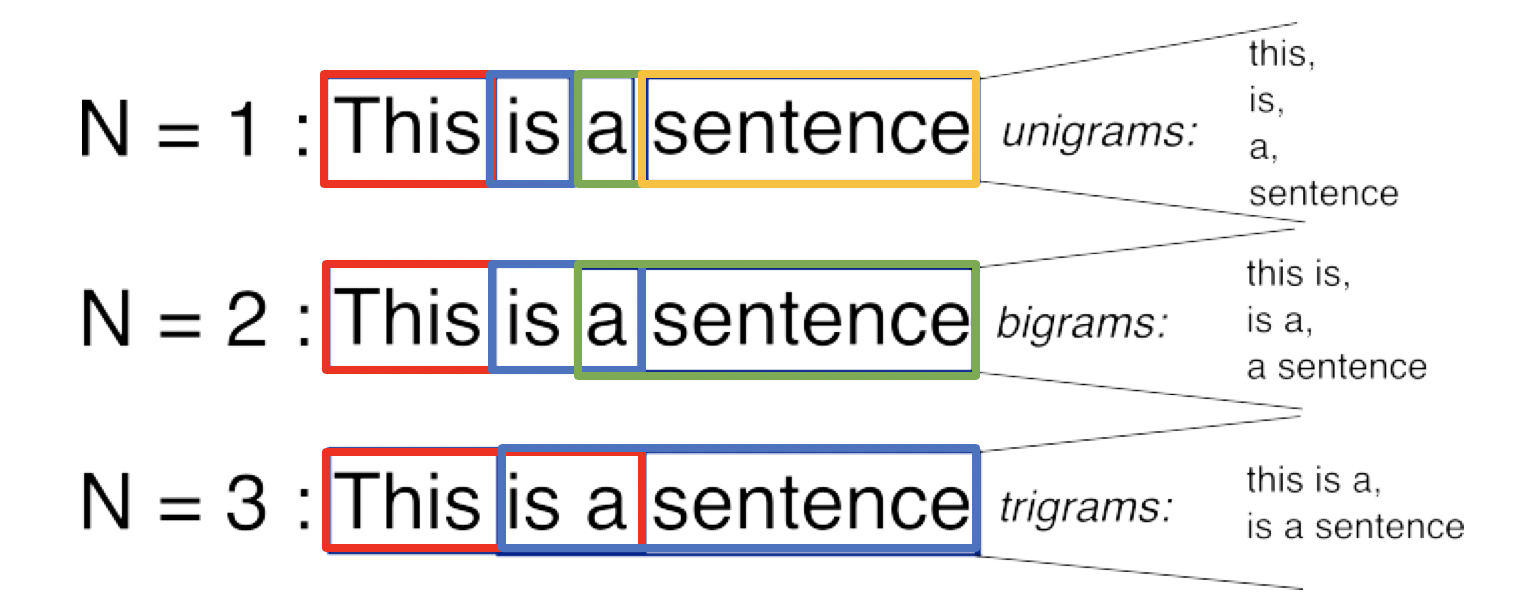 N = 1 : This is a sentence unigrams:
this,
is,
a,
sentence
N = 2 : This is a sentence bigrams:
this is,
is a,
a sentence
N = 3 : This is a sentence trigrams:
this is a,
is a sentence